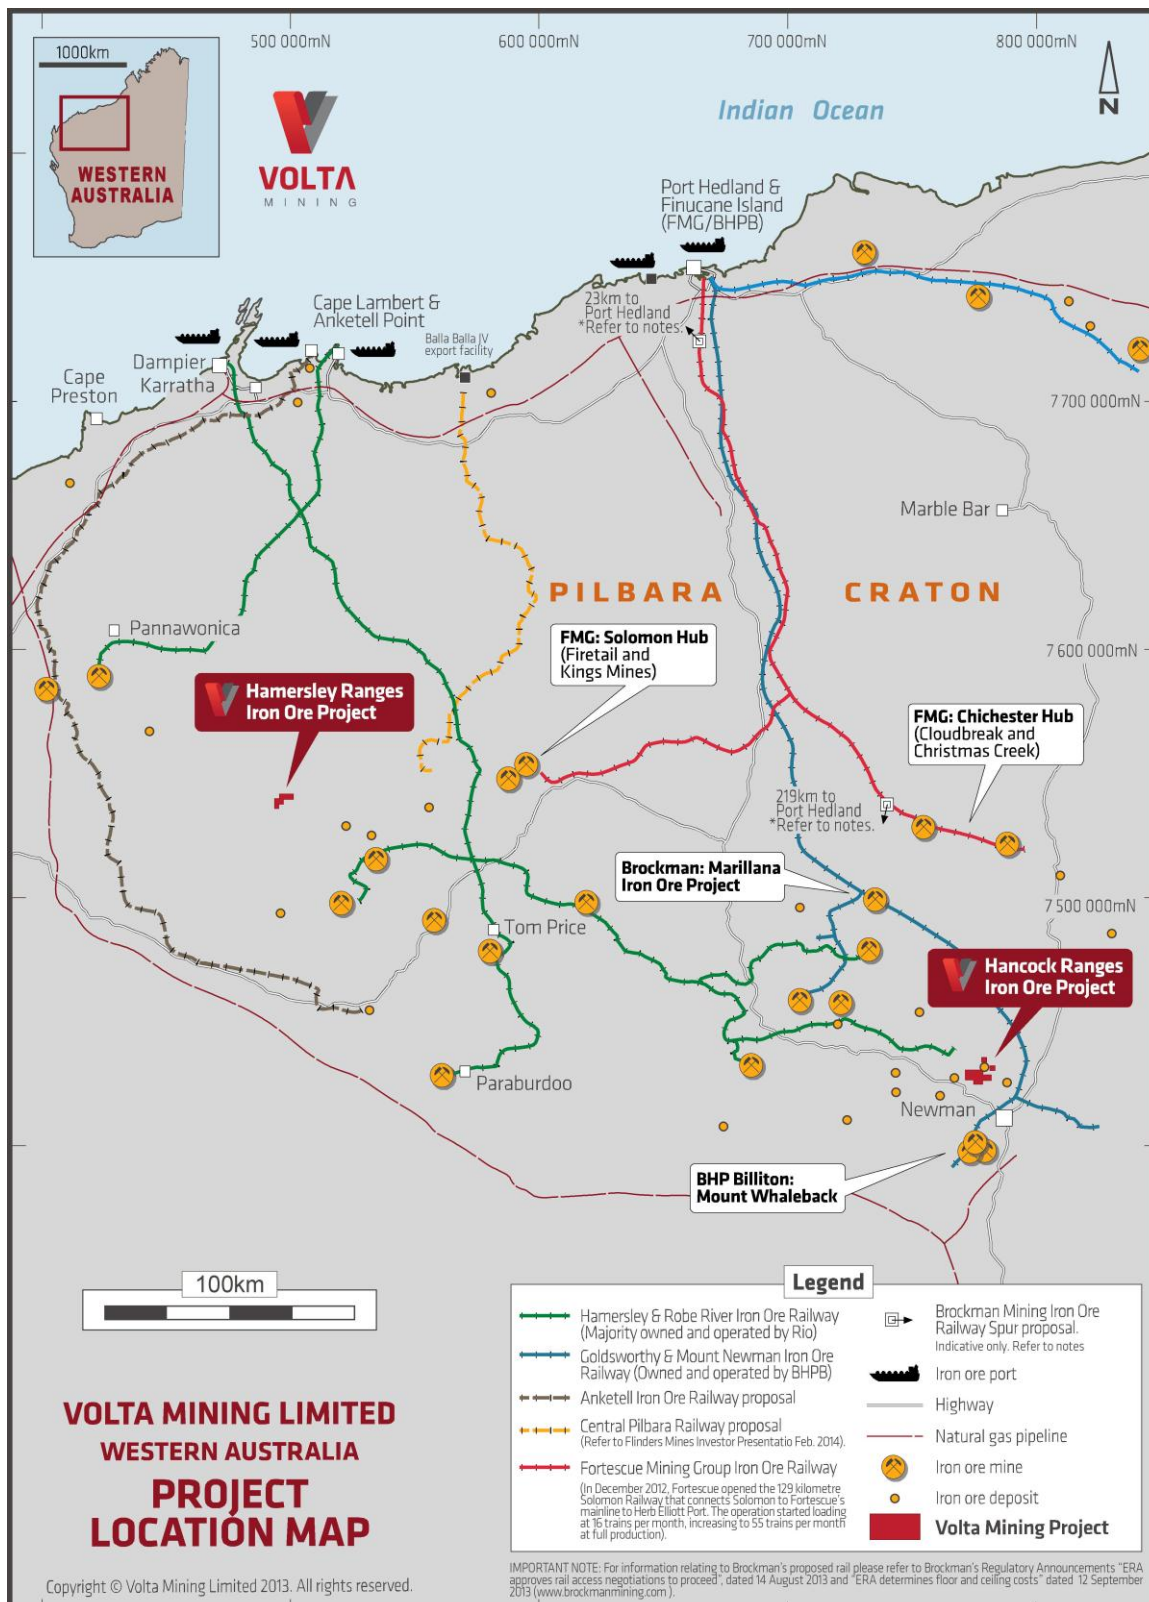 500 000mN
600 000mN
700 000mN
800 000mN
1000km
WESTERN
AUSTRALIA
VOLTA
MINING
Indian Ocean
N
Port Hedland &
Finucane Island
(FMG/BHPB)
23km to
Port Hedland
*Refer to notes.
Cape Lambert &
Anketell Point
Balla Balla JV
export facility
Dampier
Karratha
Cape
Preston
7 700 000mN
Marble Bar
PILBARA CRATON
Pannawonica
FMG: Solomon Hub
(Firetail and
Kings Mines)
7 600 000mN
Hamersley Ranges
Iron Ore Project
FMG: Chichester Hub
(Cloudbreak and
Christmas Creek)
219km to
Port Hedland
*Refer to notes.
Brockman: Marillana
Iron Ore Project
7 500 000mN
Tom Price
Hancock Ranges
Iron Ore Project
Paraburdoo
Newman
BHP Billiton:
Mount Whaleback
100km
VOLTA MINING LIMITED
WESTERN AUSTRALIA
PROJECT
LOCATION MAP
Copyright © Volta Mining Limited 2013. All rights reserved.
Legend
Hamersley & Robe River Iron Ore Railway
(Majority owned and operated by Rio)
Goldsworthy & Mount Newman Iron Ore
Railway (Owned and operated by BHPB)
Anketell Iron Ore Railway proposal
Central Pilbara Railway proposal
(Refer to Flinders Mines Investor Presentatio Feb. 2014).
Fortescue Mining Group Iron Ore Railway
(In December 2012, Fortescue opened the 129 kilometre
Solomon Railway that connects Solomon to Fortescue's
mainline to Herb Elliott Port. The operation started loading
at 16 trains per month, increasing to 55 trains per month
at full production).
Brockman Mining Iron Ore
Railway Spur proposal.
Indicative only. Refer to notes
Iron ore port
Highway
Natural gas pipeline
Iron ore mine
Iron ore deposit
Volta Mining Project
IMPORTANT NOTE: For information relating to Brockman's proposed rail please refer to Brockman's Regulatory Announcements "ERA
approves rail access negotiations to proceed", dated 14 August 2013 and "ERA determines floor and ceiling costs" dated 12 September
2013 (www.brockmanmining.com ).